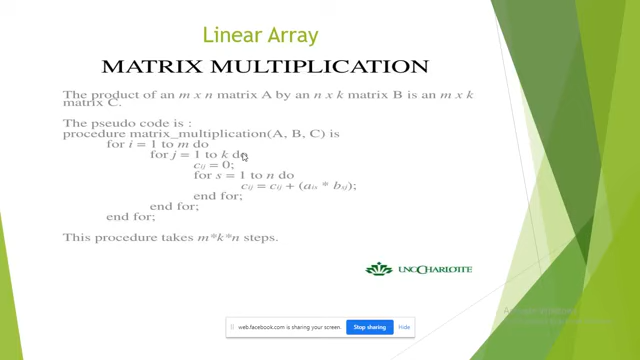 Linear Array
MATRIX MULTIPLICATION
The product of an m x n matrix A by an n x k matrix B is an m x k
matrix C.
The pseudo code is :
procedure matrix_multiplication(A, B, C) is
for i = 1 to m do
for j = 1 to k do
cij = 0;
for s = 1 to n do
cij = cij + (ais * bsj);
end for;
end for;
end for;
This procedure takes m*k*n steps.
UNC CHARLOTTE
web.facebook.com is sharing your screen.
Stop sharing
Hide